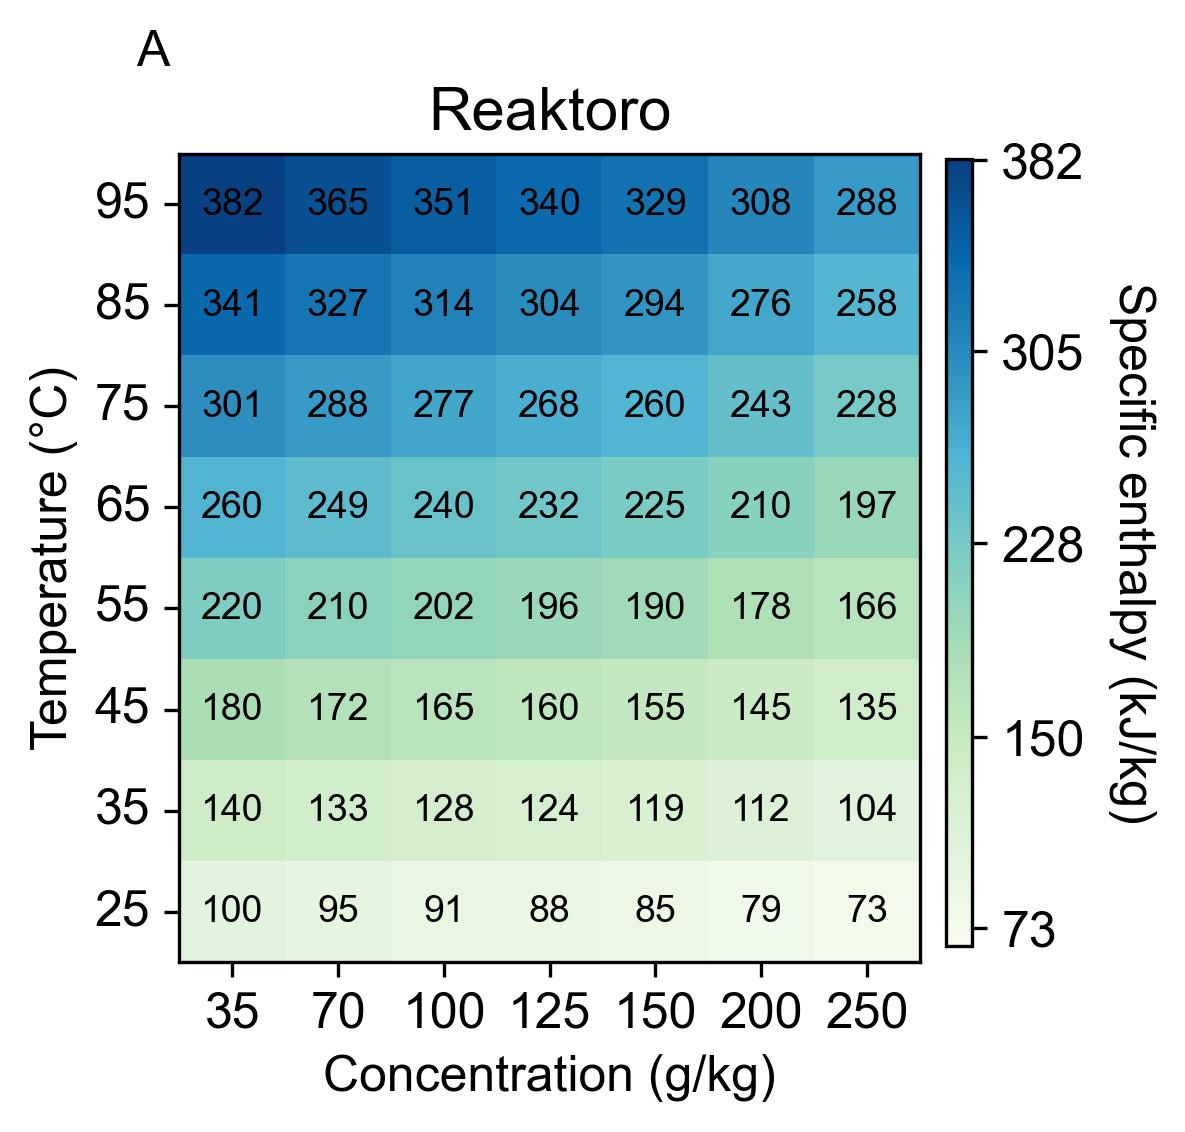 A
Reaktoro
95 382 365 351 340 329 308 288
85 341 327 314 304 294 276 258
75 301 288 277 268 260 243 228
65 260 249 240 232 225 210 197
55 220 210 202 196 190 178 166
45 180 172 165 160 155 145 135
35 140 133 128 124 119 112 104
25 100 95 91 88 85 79 73
35 70 100 125 150 200 250
Concentration (g/kg)
Temperature (°C)
382
305
228
150
73
Specific enthalpy (kJ/kg)